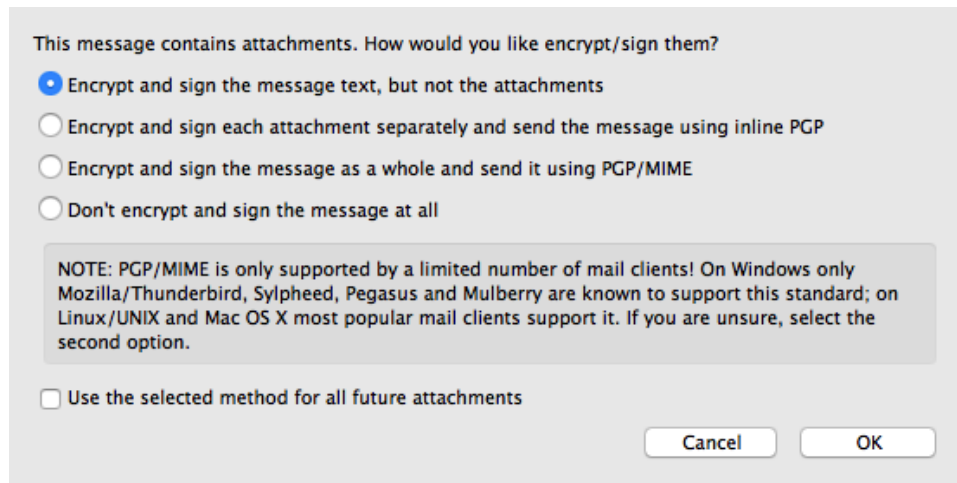 This message contains attachments. How would you like encrypt/sign them?
Encrypt and sign the message text, but not the attachments
Encrypt and sign each attachment separately and send the message using inline PGP
Encrypt and sign the message as a whole and send it using PGP/MIME
Don't encrypt and sign the message at all
NOTE: PGP/MIME is only supported by a limited number of mail clients! On Windows only
Mozilla/Thunderbird, Sylpheed, Pegasus and Mulberry are known to support this standard; on
Linux/UNIX and Mac OS X most popular mail clients support it. If you are unsure, select the
second option.
Use the selected method for all future attachments
Cancel OK